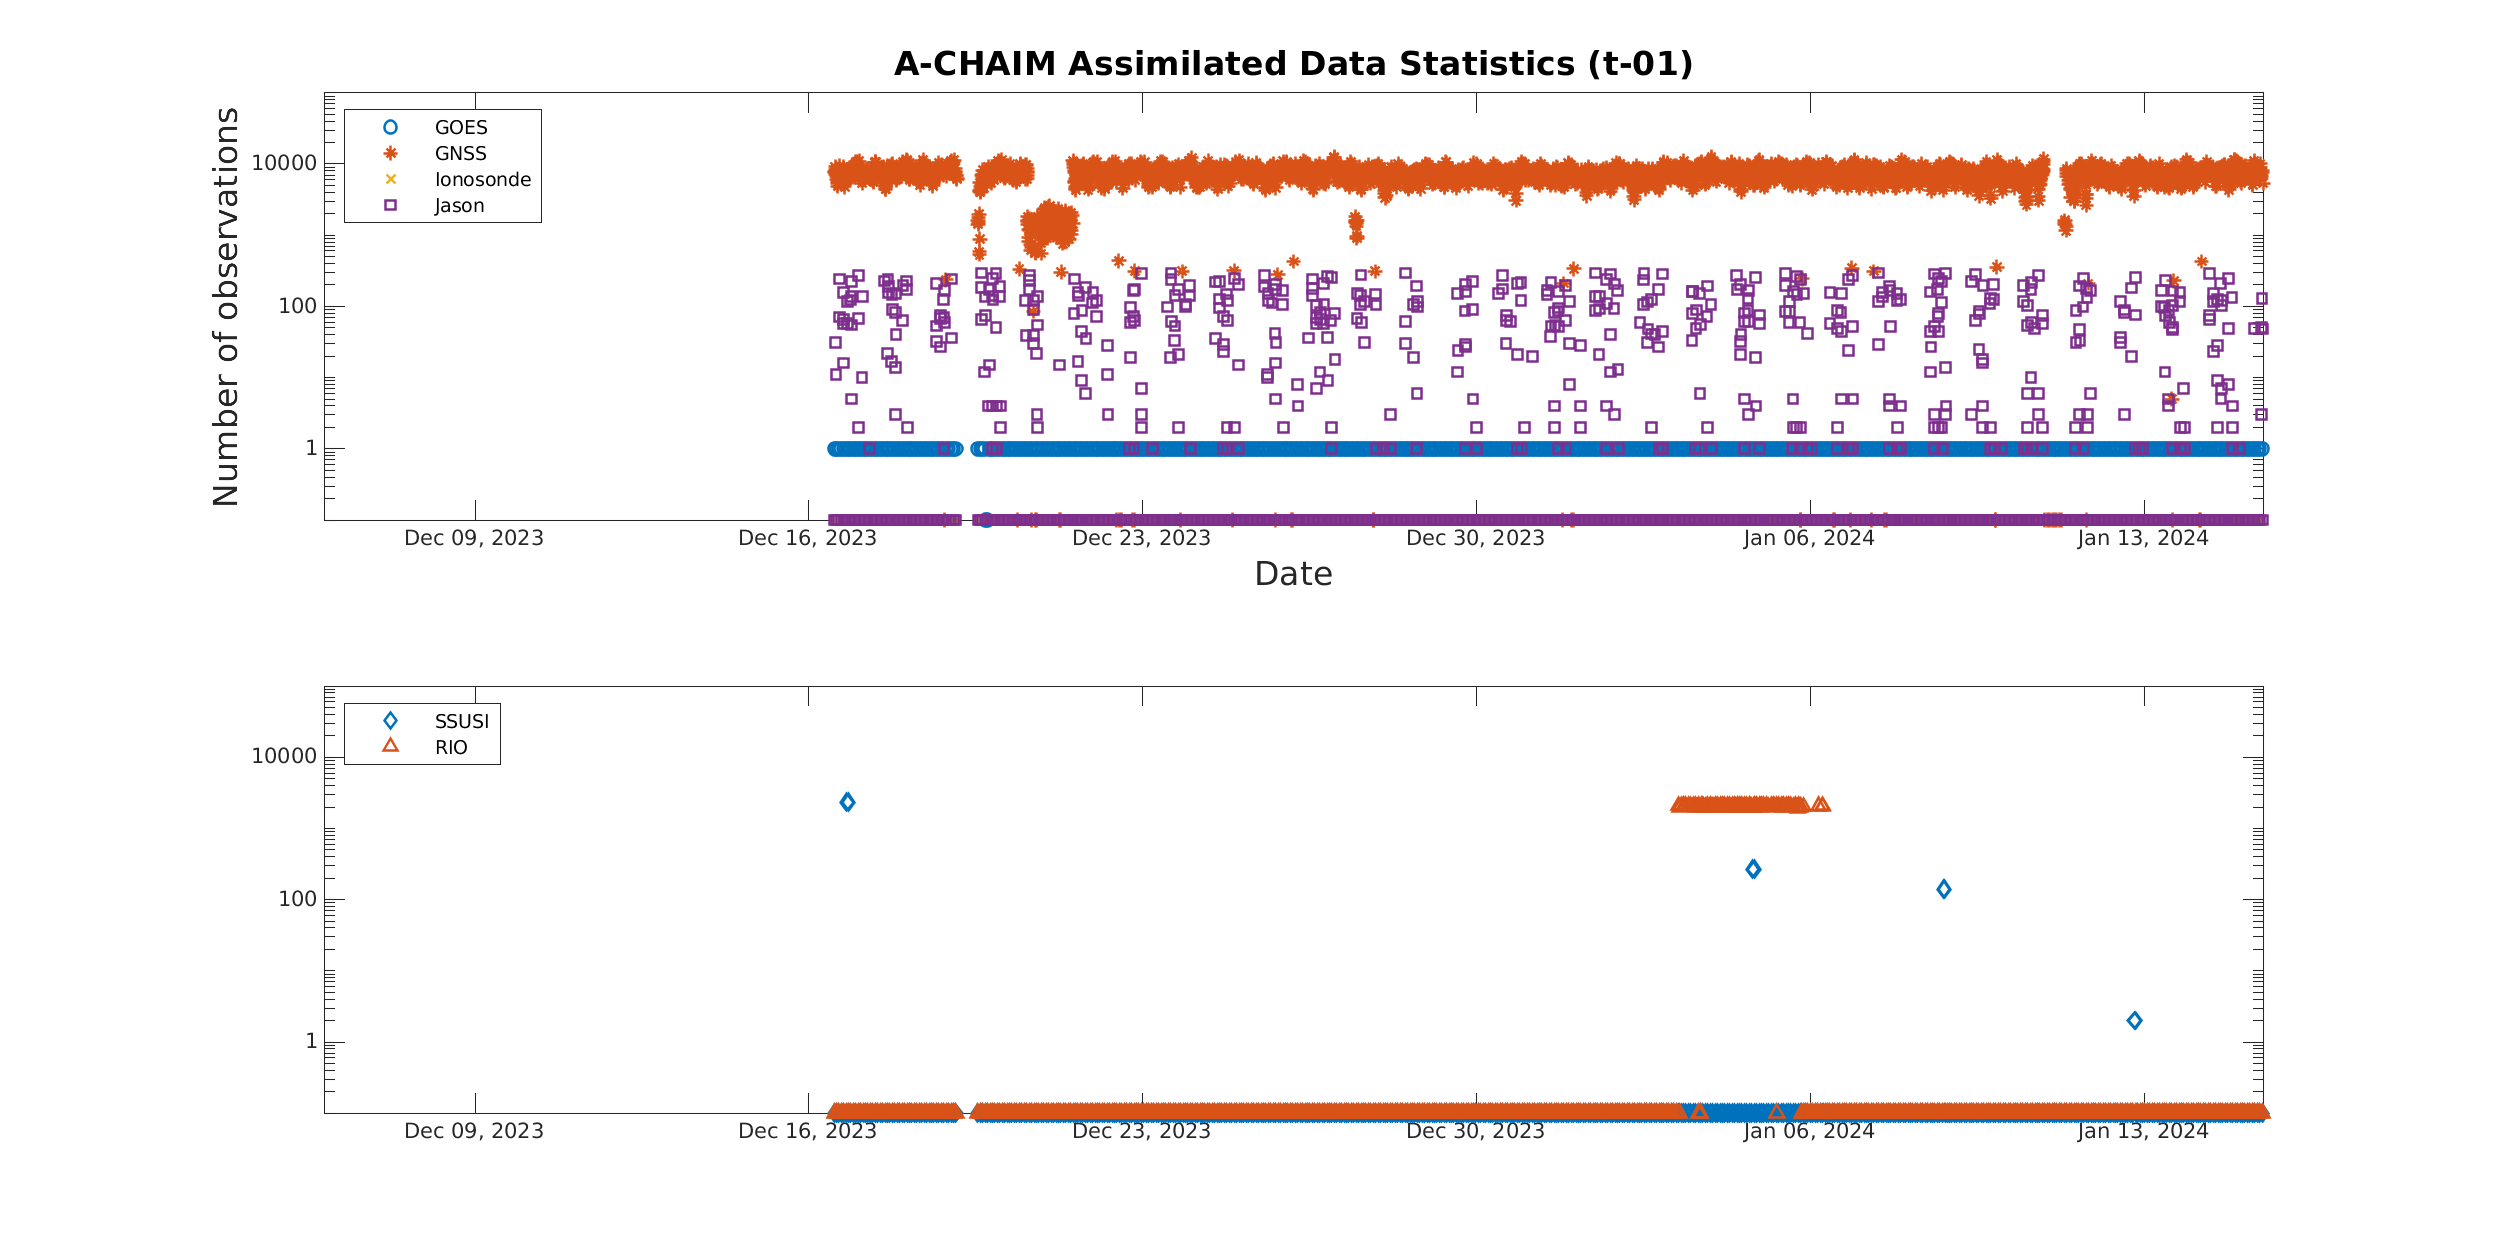 A-CHAIM Assimilated Data Statistics (t-01)
Number of observations
GOES
GNSS
Ionosonde
Jason
10000
100
1
Dec 09, 2023 Dec 16, 2023 Dec 23, 2023 Dec 30, 2023 Jan 06, 2024 Jan 13, 2024
Date
SSUSI
RIO
10000
100
1
Dec 09, 2023 Dec 16, 2023 Dec 23, 2023 Dec 30, 2023 Jan 06, 2024 Jan 13, 2024